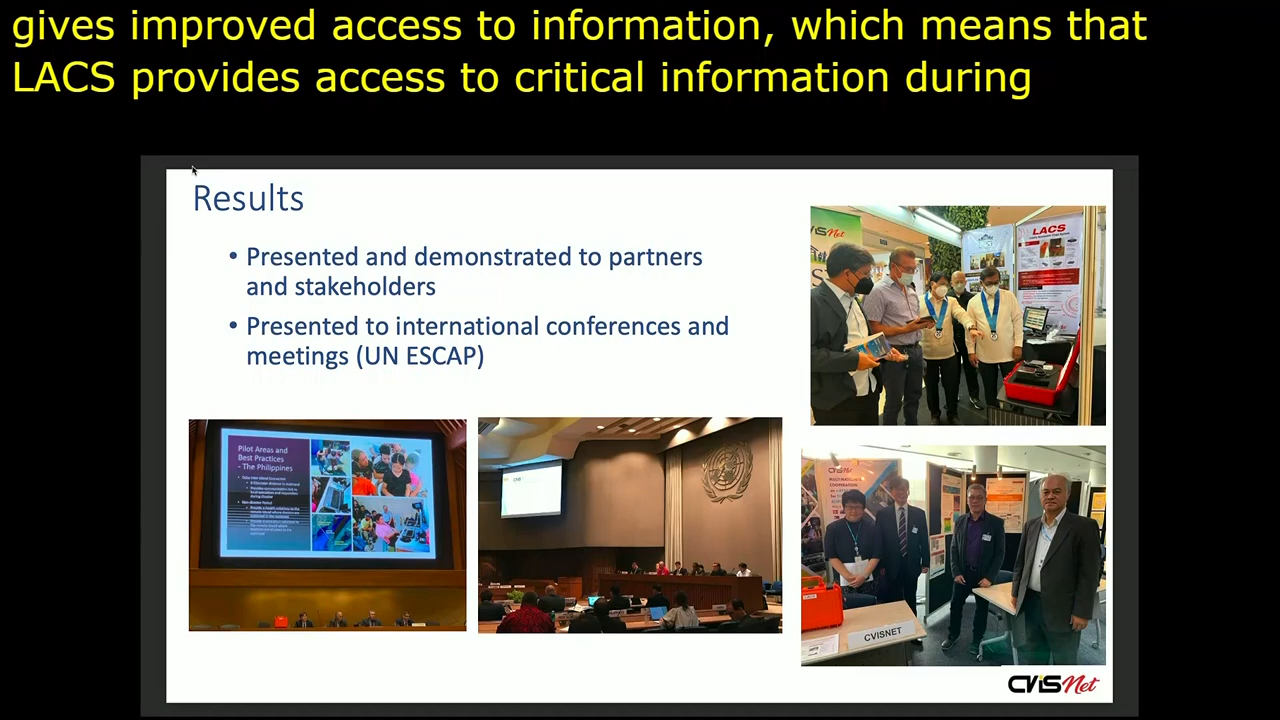 gives improved access to information, which means that
LACS provides access to critical information during
Results
• Presented and demonstrated to partners
and stakeholders
• Presented to international conferences and
meetings (UN ESCAP)
LACS
Pilot Areas and
Best Practices
- The Philippines
CVISNet
CVISNET
CVISNet